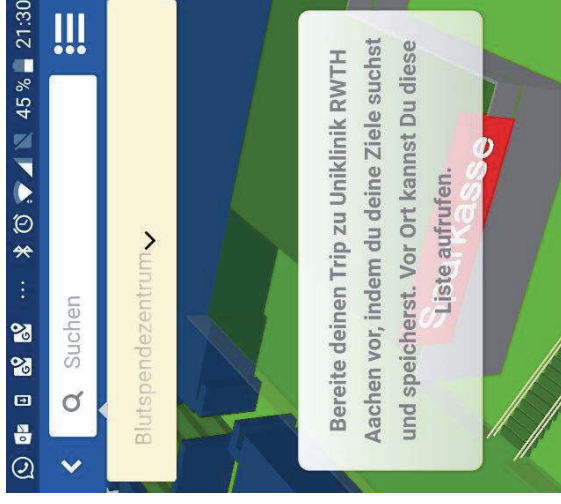 45 % 21:30
Suchen
Blutspendezentrum
Bereite deinen Trip zu Uniklinik RWTH
Aachen vor, indem du deine Ziele suchst
und speicherst. Vor Ort kannst Du diese
Liste aufrufen.
Sparkasse